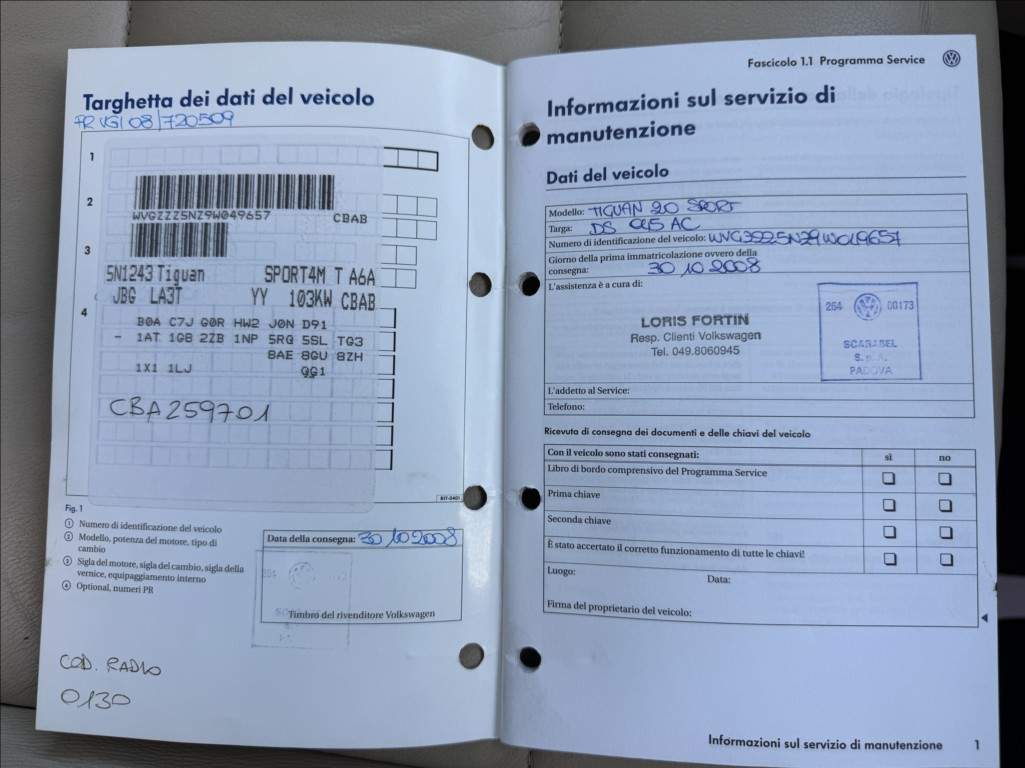 Targhetta dei dati del veicolo
PR VG1 08/720509
1
2
WVGZZZ5NZ9W049657 CBAB
3
5N1243 Tiguan SPORT4M T A6A
JBG LA3T YY 103KW CBAB
4
B0A C7J G0R HW2 J0N D91
- 1AT 1G8 2ZB 1NP 5RQ 5SL TG3
8AE 8GU 8ZH
1X1 1LJ QG1
CBA259701
B1T-0401
Fig. 1
① Numero di identificazione del veicolo
② Modello, potenza del motore, tipo di
cambio
③ Sigla del motore, sigla del cambio, sigla della
vernice, equipaggiamento interno
④ Optional, numeri PR
Data della consegna: 30 10 2008
Timbro del rivenditore Volkswagen
COD. RADIO
0130
Fascicolo 1.1 Programma Service
Informazioni sul servizio di
manutenzione
Dati del veicolo
Modello: TIGUAN 2.0 SPORT
Targa: DS 045 AC
Numero di identificazione del veicolo:
Giorno della prima immatricolazione ovvero della
consegna: 30 10 2008
L'assistenza è a cura di:
LORIS FORTIN
Resp. Clienti Volkswagen
Tel. 049.8060945
264 00173
SCARABEL
S.p.A.
PADOVA
L'addetto al Service:
Telefono:
Ricevuta di consegna dei documenti e delle chiavi del veicolo
Con il veicolo sono stati consegnati: sì no
Libro di bordo comprensivo del Programma Service
Prima chiave
Seconda chiave
È stato accertato il corretto funzionamento di tutte le chiavi!
Luogo: Data:
Firma del proprietario del veicolo:
Informazioni sul servizio di manutenzione 1